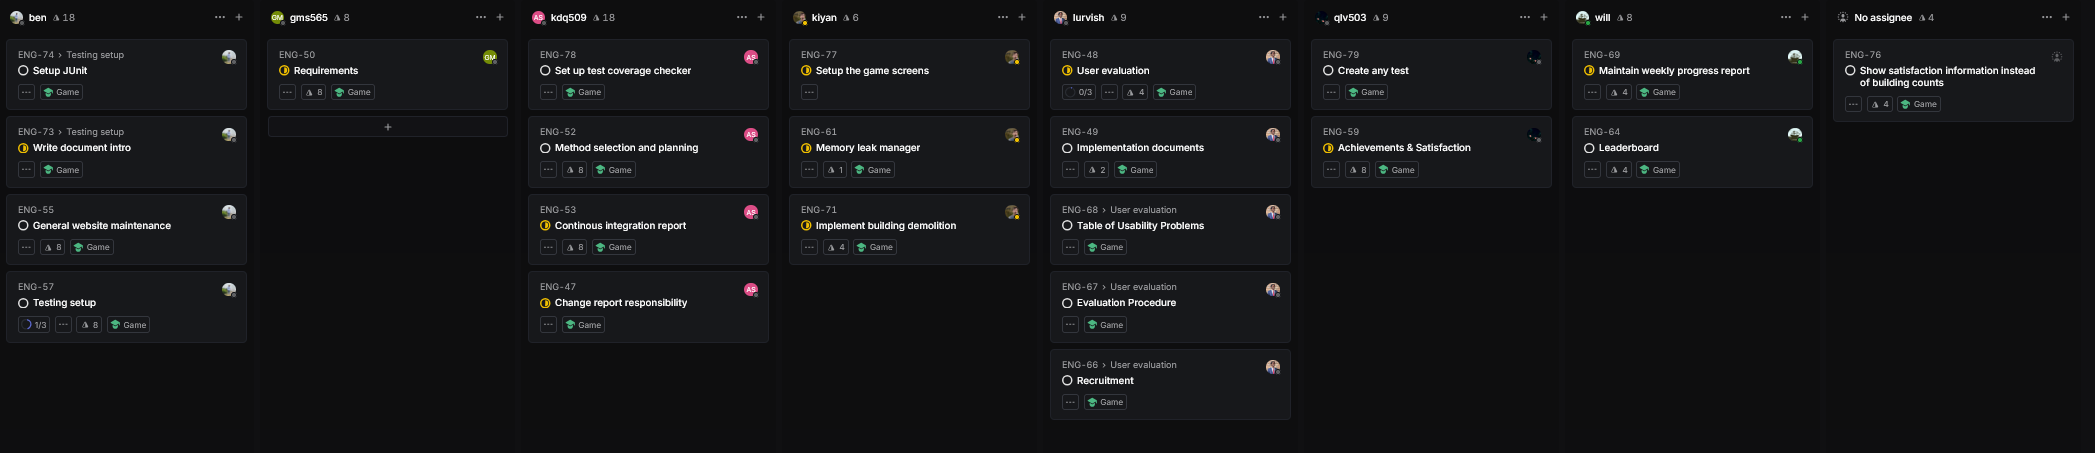 ben 18
ENG-74 › Testing setup
Setup JUnit
Game
ENG-73 › Testing setup
Write document intro
Game
ENG-55
General website maintenance
8 Game
ENG-57
Testing setup
1/3 8 Game
GM gms565 8
ENG-50
GM
Requirements
8 Game
AS kdq509 18
ENG-78
AS
Set up test coverage checker
Game
ENG-52
AS
Method selection and planning
8 Game
ENG-53
AS
Continous integration report
8 Game
ENG-47
AS
Change report responsibility
Game
kiyan 6
ENG-77
Setup the game screens
ENG-61
Memory leak manager
1 Game
ENG-71
Implement building demolition
4 Game
lurvish 9
ENG-48
User evaluation
0/3 4 Game
ENG-49
Implementation documents
2 Game
ENG-68 › User evaluation
Table of Usability Problems
Game
ENG-67 › User evaluation
Evaluation Procedure
Game
ENG-66 › User evaluation
Recruitment
Game
qlv503 9
ENG-79
Create any test
Game
ENG-59
Achievements & Satisfaction
8 Game
will 8
ENG-69
Maintain weekly progress report
4 Game
ENG-64
Leaderboard
4 Game
No assignee 4
ENG-76
Show satisfaction information instead
of building counts
4 Game